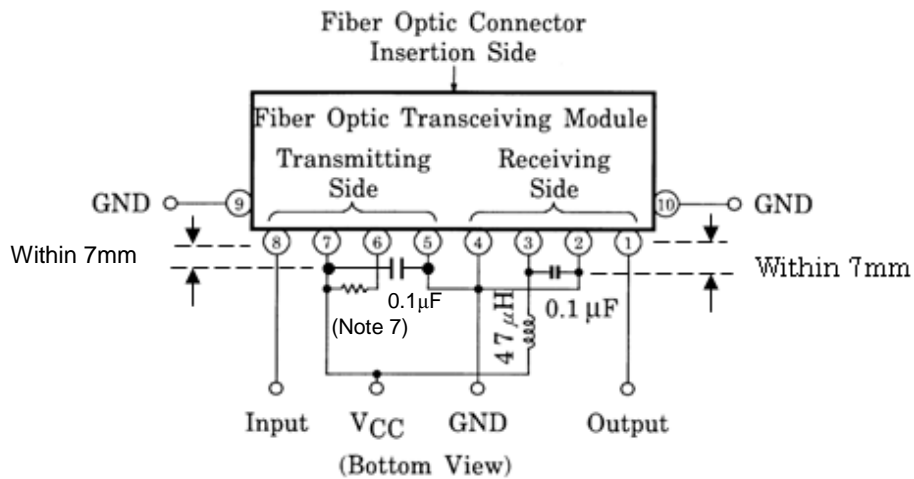 Fiber Optic Connector
Insertion Side
Fiber Optic Transceiving Module
Transmitting
Side
Receiving
Side
GND
9
10
GND
8
7
6
5
4
3
2
1
Within 7mm
Within 7mm
0.1μF
(Note 7)
47μH
0.1μF
Input
VCC
GND
Output
(Bottom View)